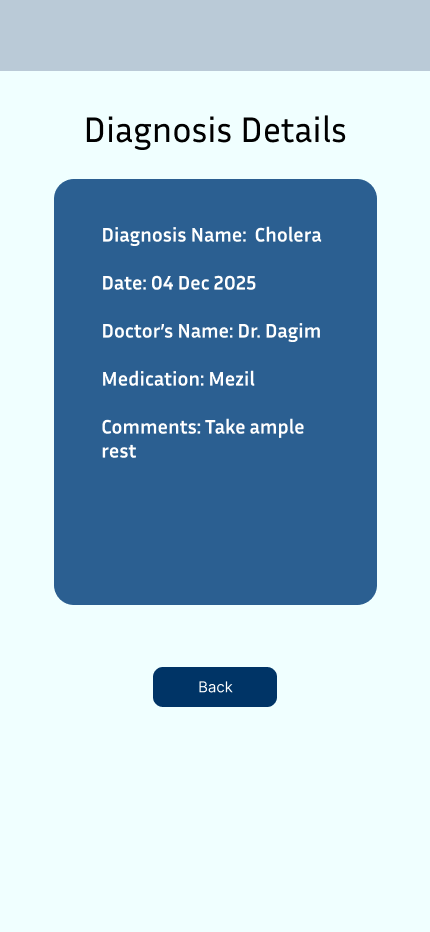 Diagnosis Details
Diagnosis Name:  Cholera
Date: 04 Dec 2025
Doctor’s Name: Dr. Dagim
Medication: Mezil
Comments: Take ample
rest
Back